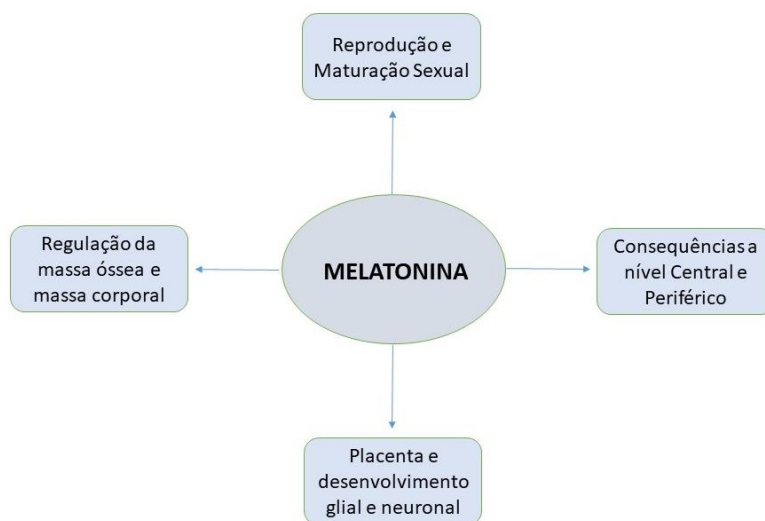 Reprodução e
Maturação Sexual
Regulação da
massa óssea e
massa corporal
MELATONINA
Consequências a
nível Central e
Periférico
Placenta e
desenvolvimento
glial e neuronal